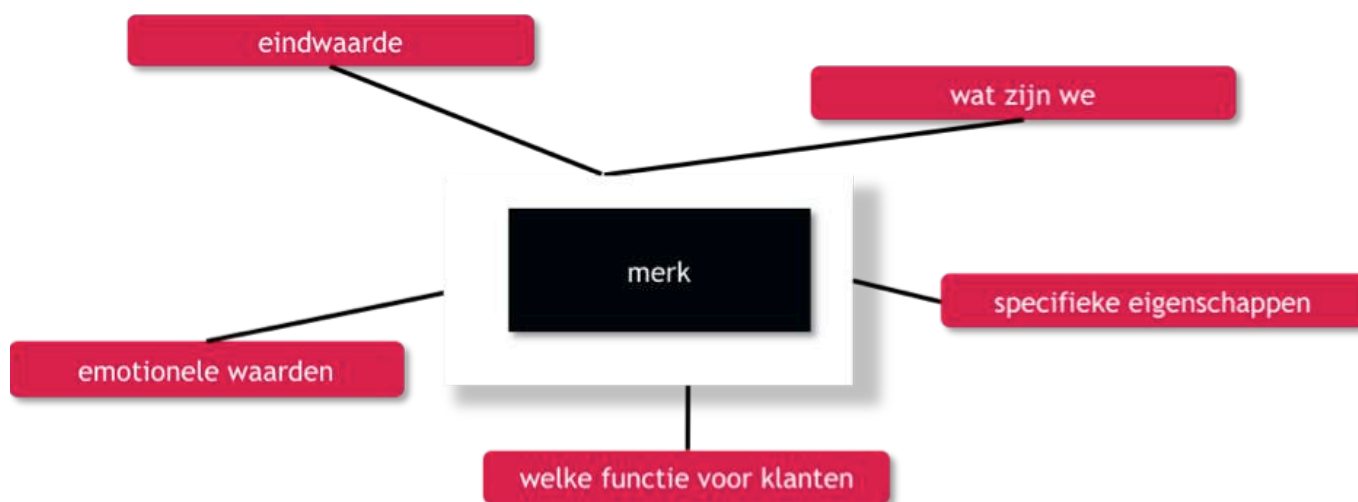 eindwaarde
wat zijn we
merk
specifieke eigenschappen
emotionele waarden
welke functie voor klanten